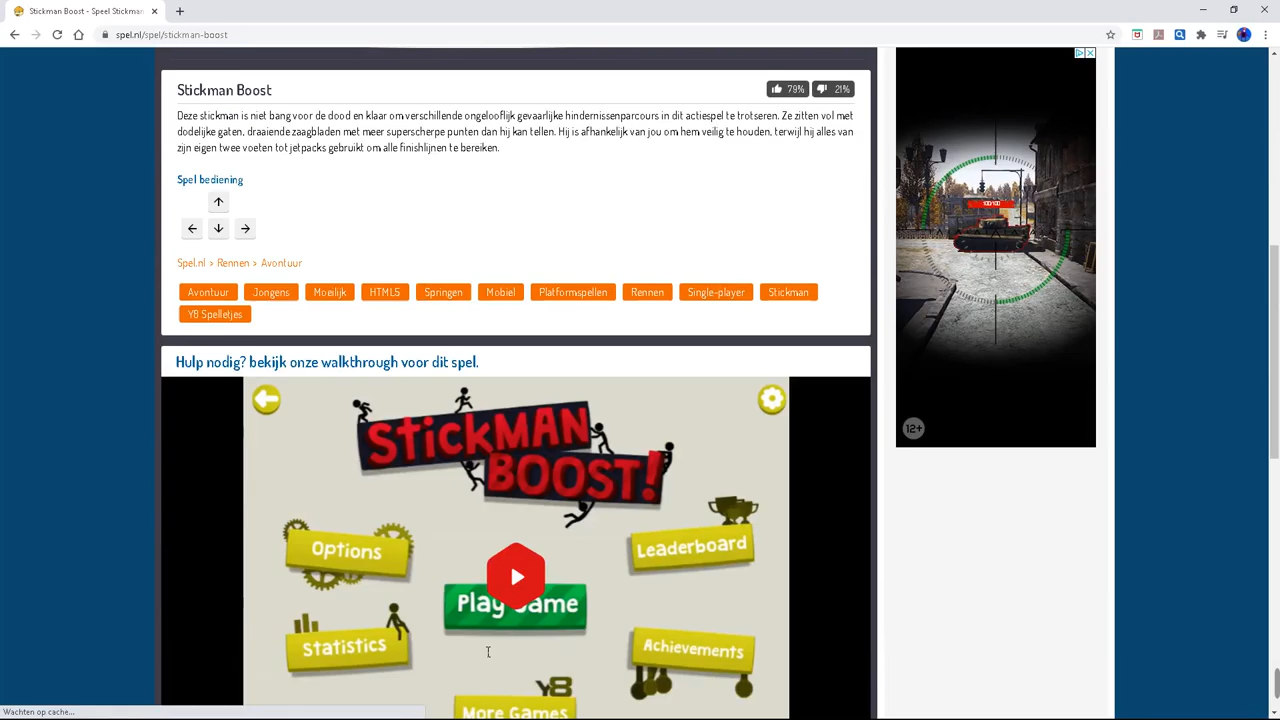 Stickman Boost - Speel Stickman
spel.nl/spel/stickman-boost
Stickman Boost
79%
21%
Deze stickman is niet bang voor de dood en klaar om verschillende ongelooflijk gevaarlijke hindernissenparcours in dit actiespel te trotseren. Ze zitten vol met
dodelijke gaten, draaiende zaagbladen met meer superscherpe punten dan hij kan tellen. Hij is afhankelijk van jou om hem veilig te houden, terwijl hij alles van
zijn eigen twee voeten tot jetpacks gebruikt om alle finishlijnen te bereiken.
Spel bediening
Spel.nl > Rennen > Avontuur
Avontuur Jongens Moeilijk HTML5 Springen Mobiel Platformspellen Rennen Single-player Stickman
Y8 Spelletjes
Hulp nodig? bekijk onze walkthrough voor dit spel.
STICKMAN
BOOST!
Options
Leaderboard
Play Game
Statistics
Achievements
Y8
More Games
100/100
12+
Wachten op cache...